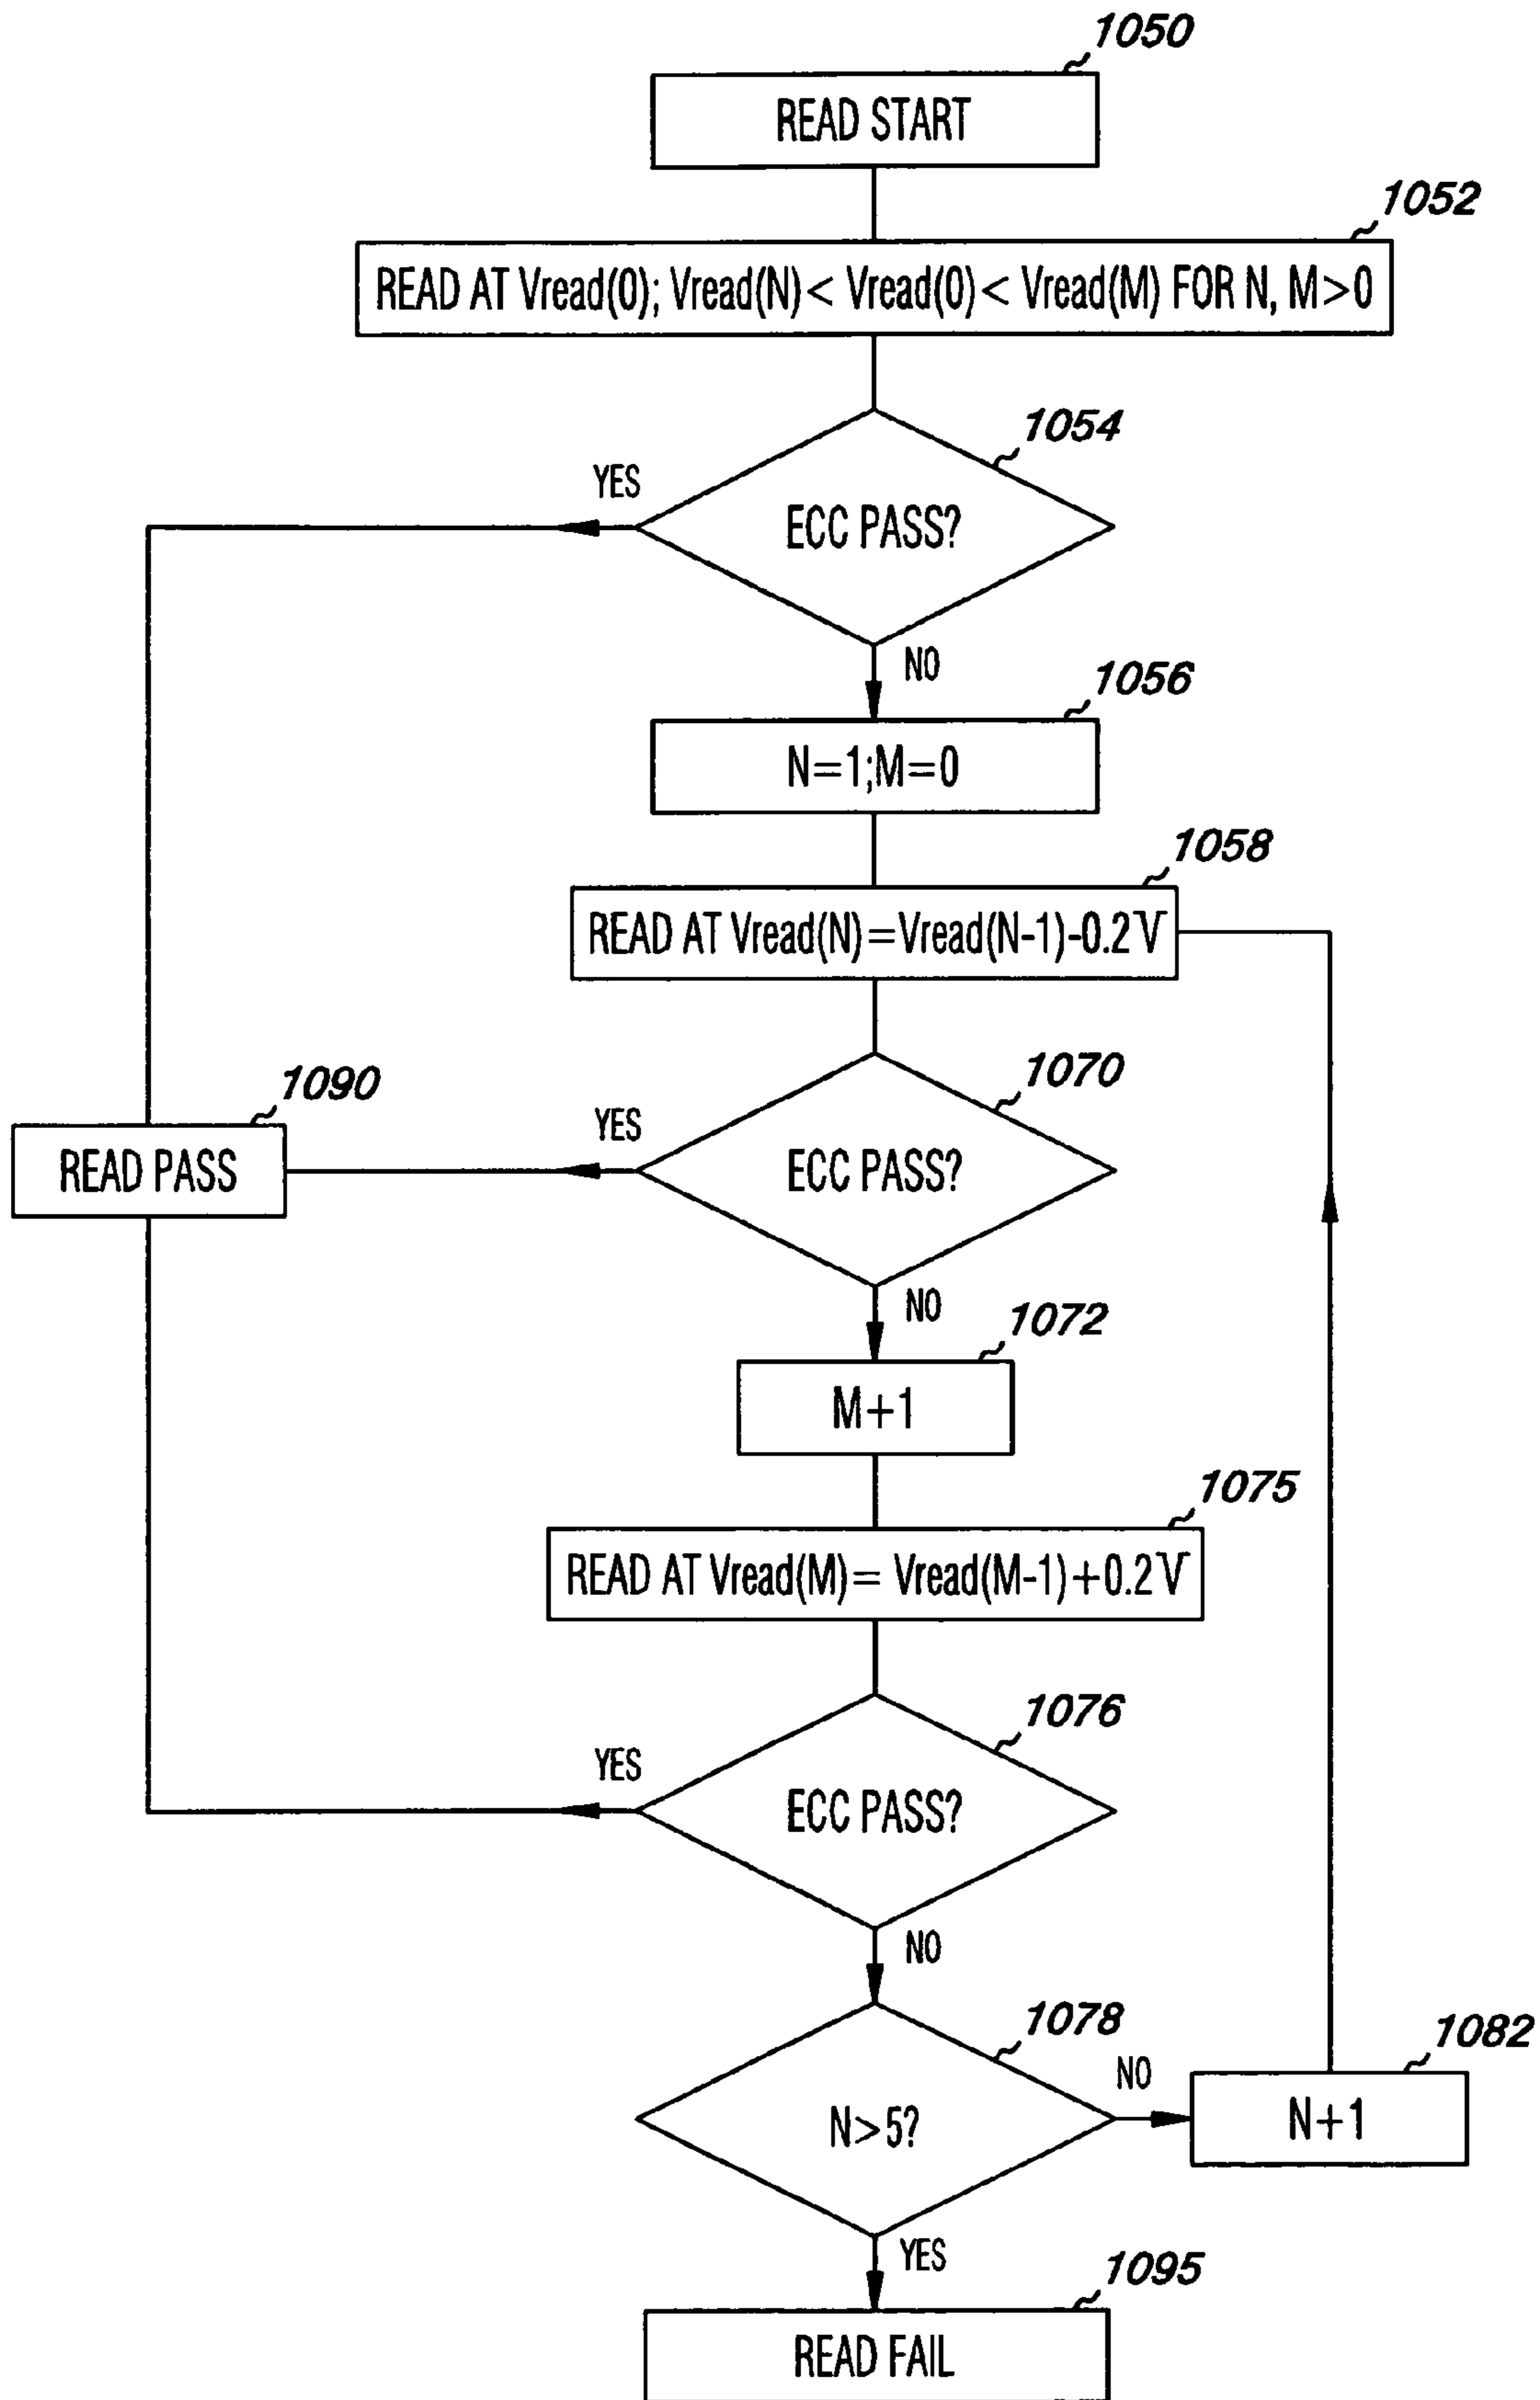 1050
READ START
1052
READ AT Vread(0); Vread(N)< Vread(0)< Vread(M) FOR N, M>0
1054
YES
ECC PASS?
NO
1056
N=1;M=0
1058
READ AT Vread(N)=Vread(N-1)-0.2V
1070
1090
YES
READ PASS
ECC PASS?
NO
1072
M+1
1075
READ AT Vread(M)= Vread(M-1)+0.2V
1076
YES
ECC PASS?
NO
1078
1082
NO
N>5?
N+1
YES
1095
READ FAIL